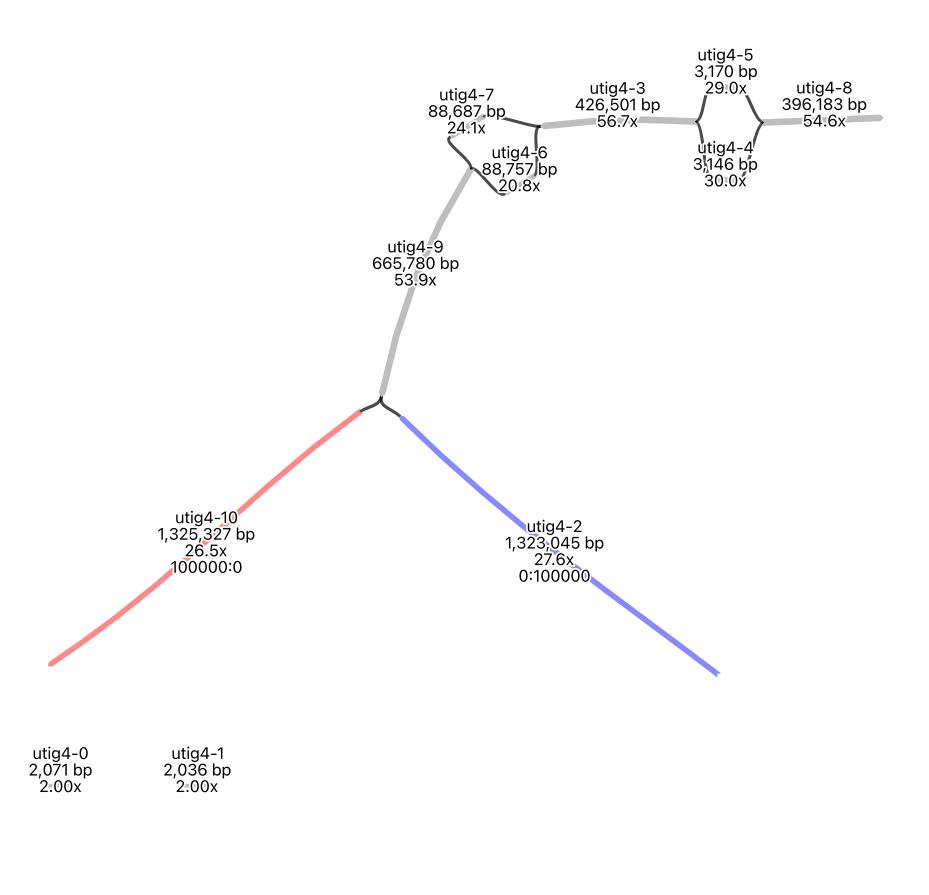 utig4-5
3,170 bp
29.0x
utig4-7
88,687 bp
24.1x
utig4-3
426,501 bp
56.7x
utig4-8
396,183 bp
54.6x
utig4-6
88,757 bp
20.8x
utig4-4
3,146 bp
30.0x
utig4-9
665,780 bp
53.9x
utig4-10
1,325,327 bp
26.5x
100000:0
utig4-2
1,323,045 bp
27.6x
0:100000
utig4-0
2,071 bp
2.00x
utig4-1
2,036 bp
2.00x